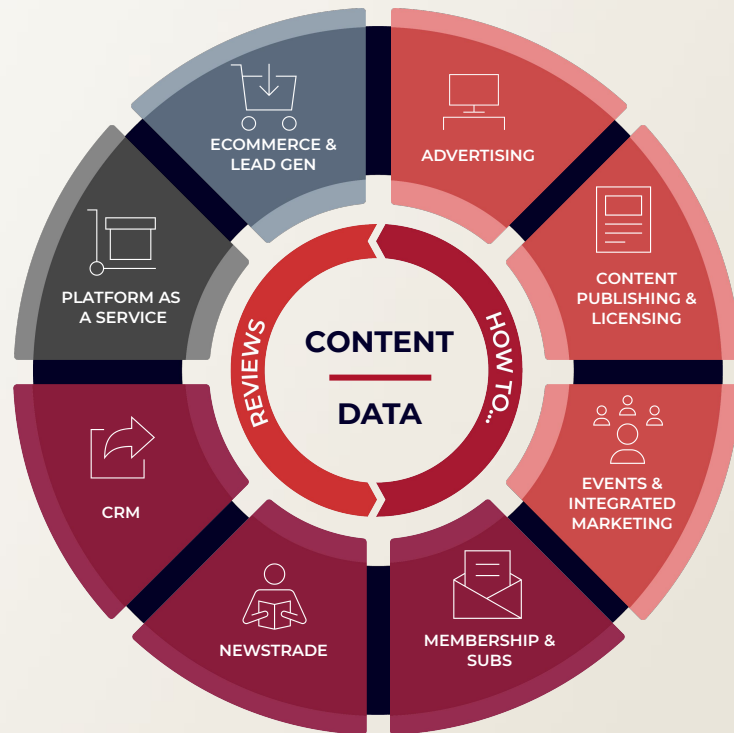 ECOMMERCE &
LEAD GEN
ADVERTISING
CONTENT
PUBLISHING &
LICENSING
EVENTS &
INTEGRATED
MARKETING
MEMBERSHIP &
SUBS
NEWSTRADE
CRM
PLATFORM AS
A SERVICE
REVIEWS
HOW TO...
CONTENT
DATA